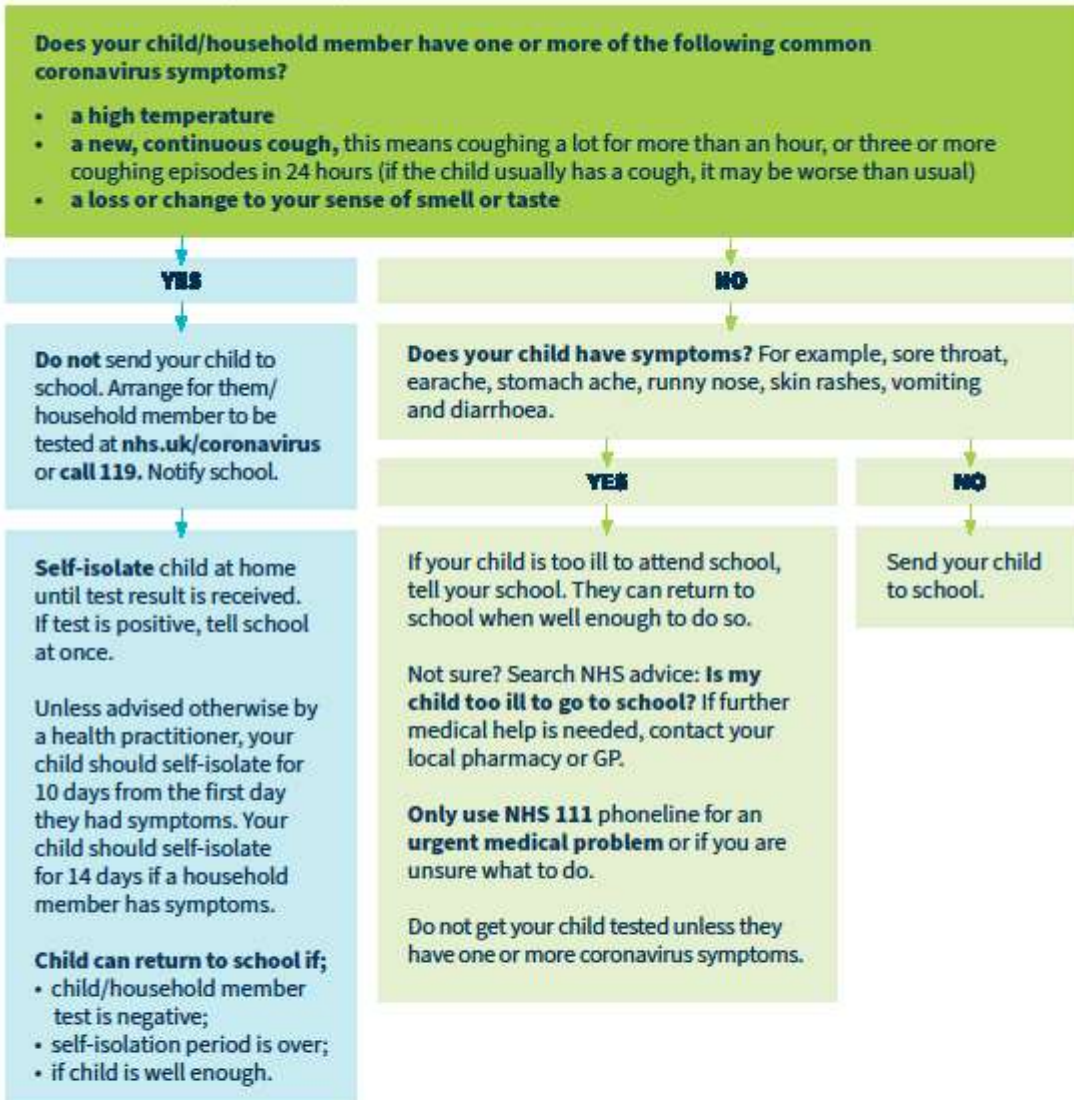 Does your child/household member have one or more of the following common
coronavirus symptoms?
• a high temperature
• a new, continuous cough, this means coughing a lot for more than an hour, or three or more
coughing episodes in 24 hours (if the child usually has a cough, it may be worse than usual)
• a loss or change to your sense of smell or taste
YES
Do not send your child to
school. Arrange for them/
household member to be
tested at nhs.uk/coronavirus
or call 119. Notify school.
Self-isolate child at home
until test result is received.
If test is positive, tell school
at once.
Unless advised otherwise by
a health practitioner, your
child should self-isolate for
10 days from the first day
they had symptoms. Your
child should self-isolate
for 14 days if a household
member has symptoms.
Child can return to school if;
• child/household member
test is negative;
• self-isolation period is over;
• if child is well enough.
NO
Does your child have symptoms? For example, sore throat,
earache, stomach ache, runny nose, skin rashes, vomiting
and diarrhoea.
YES
If your child is too ill to attend school,
tell your school. They can return to
school when well enough to do so.
Not sure? Search NHS advice: Is my
child too ill to go to school? If further
medical help is needed, contact your
local pharmacy or GP.
Only use NHS 111 phoneline for an
urgent medical problem or if you are
unsure what to do.
Do not get your child tested unless they
have one or more coronavirus symptoms.
NO
Send your child
to school.